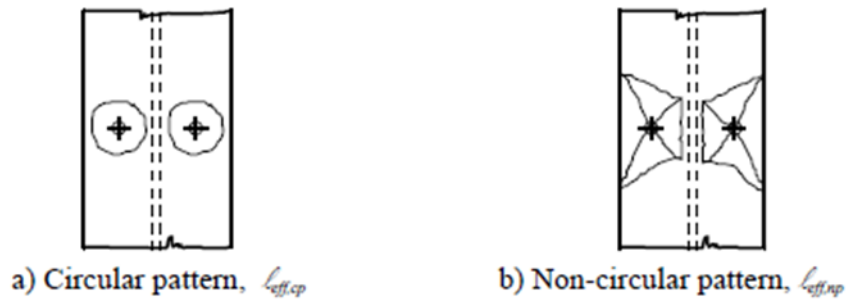 a) Circular pattern, ℓeff,cp
b) Non-circular pattern, ℓeff,np